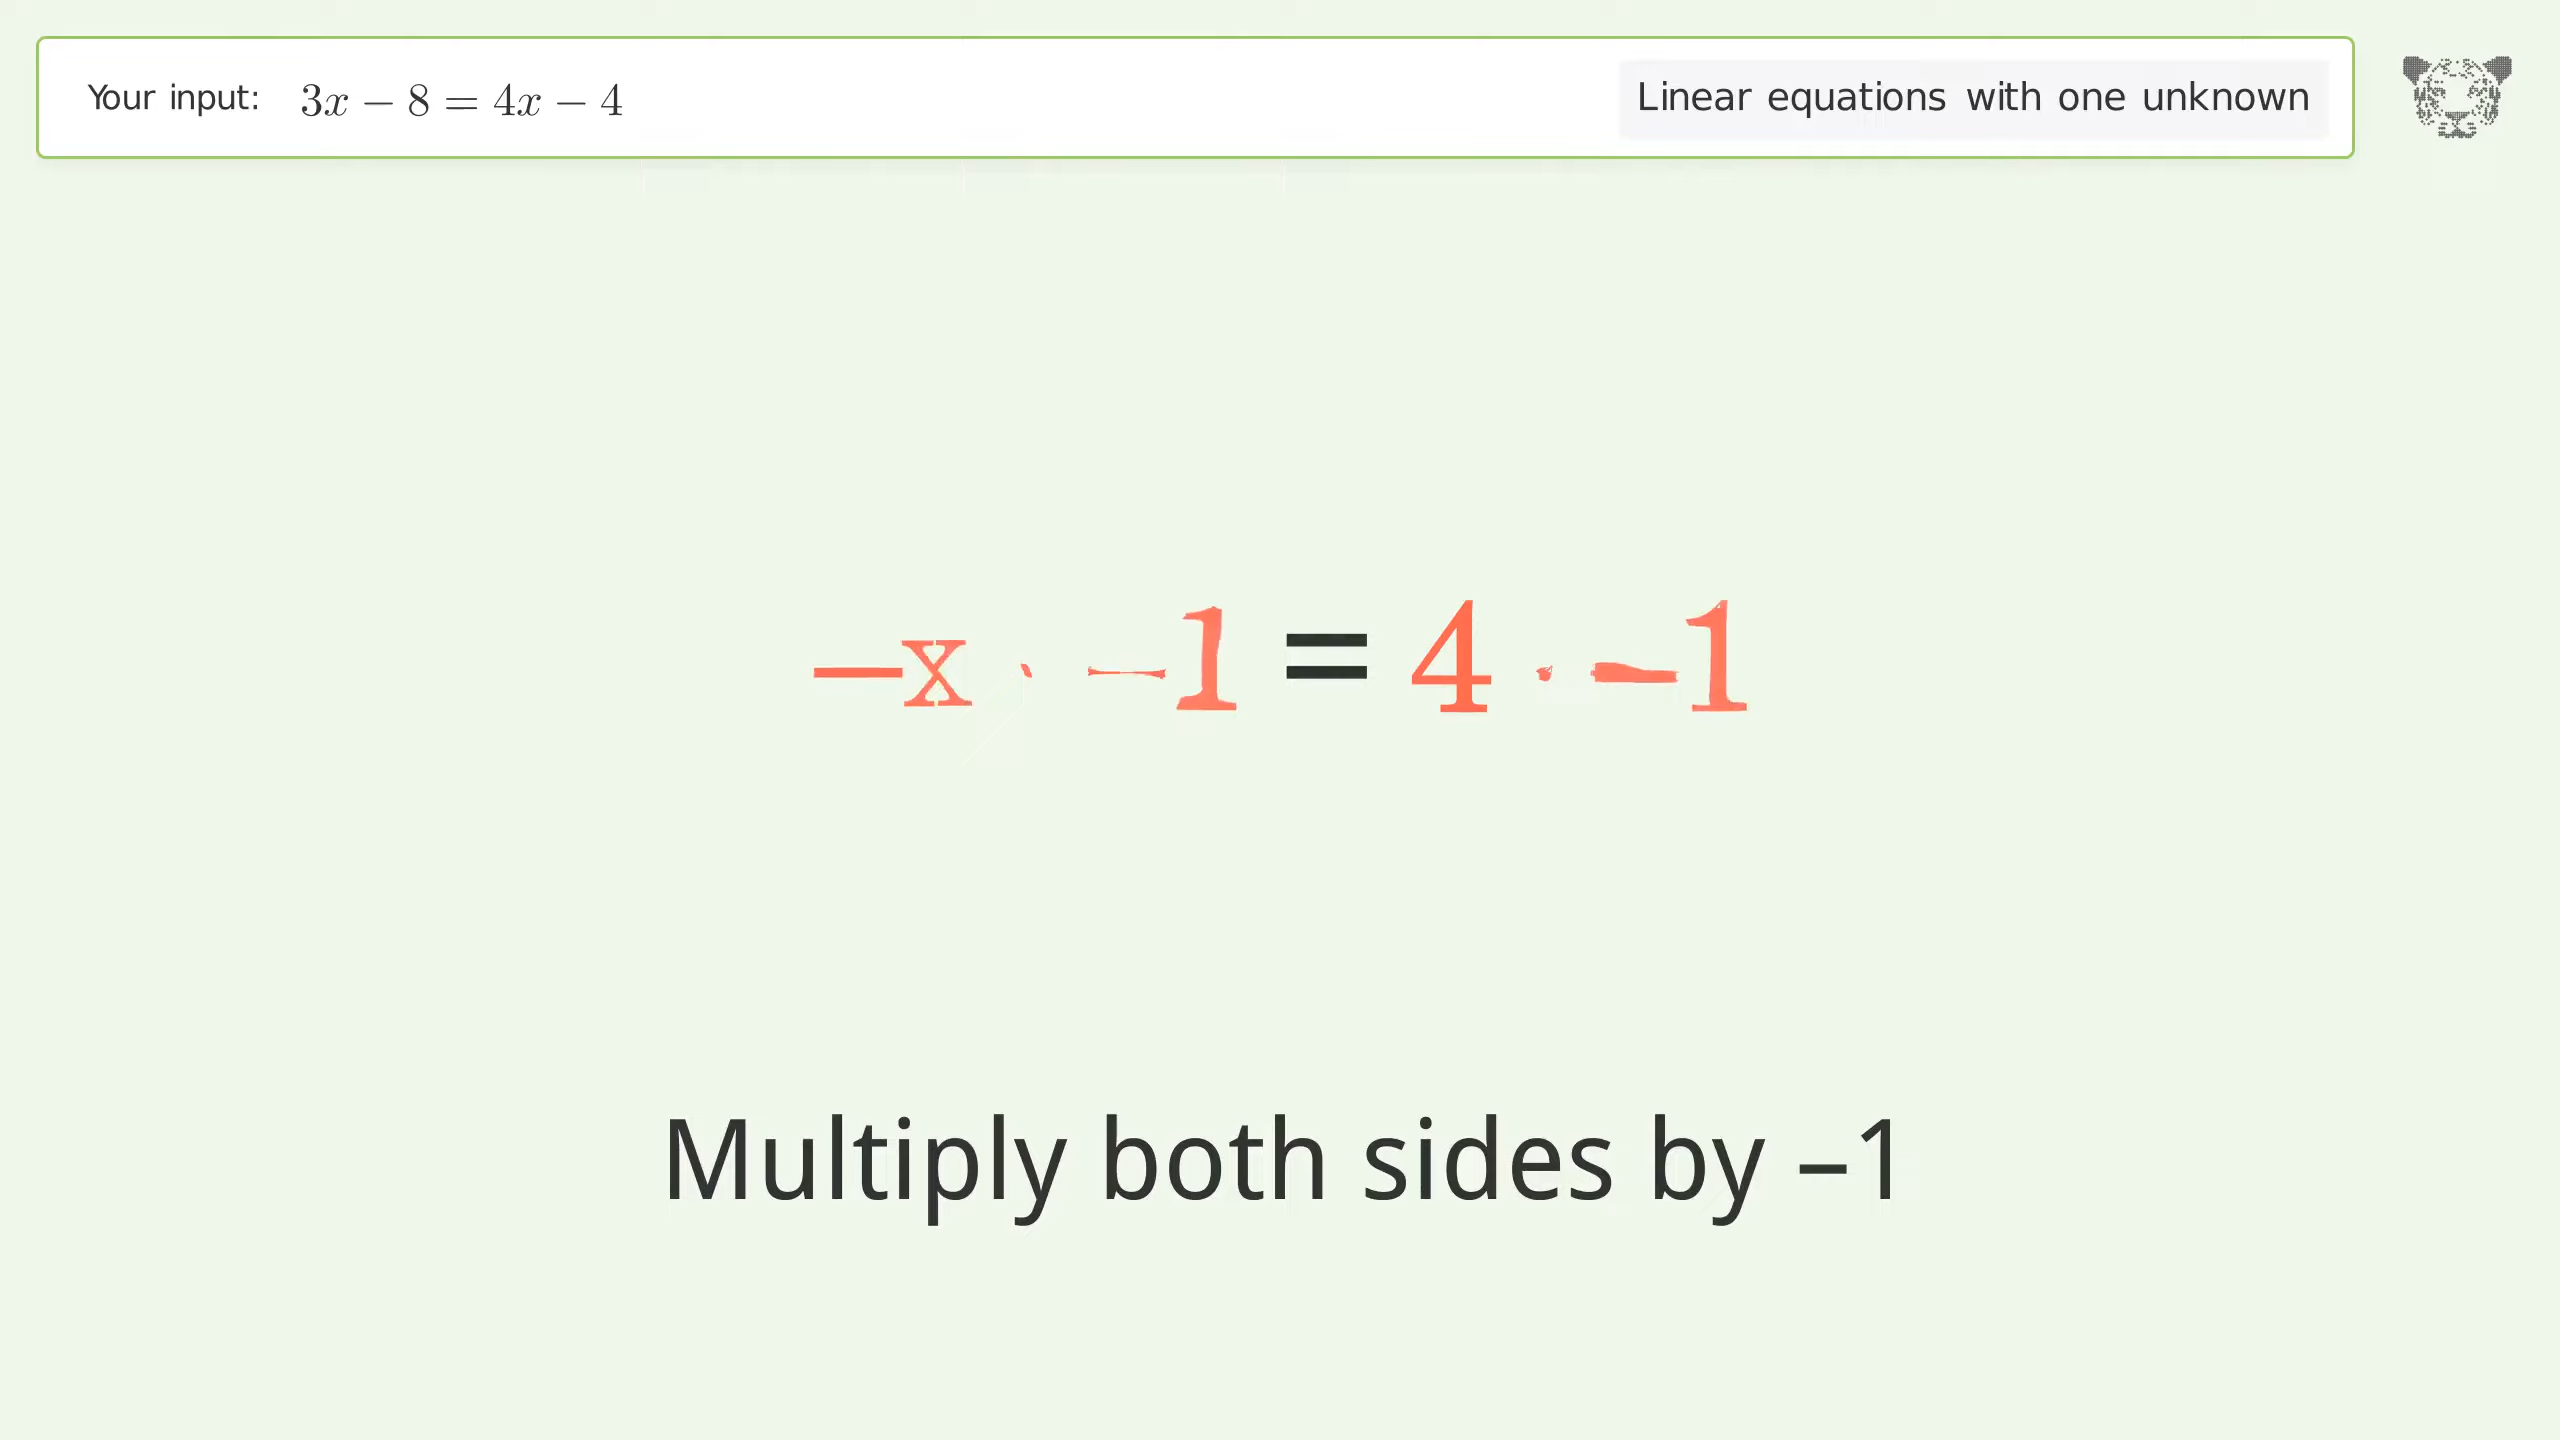 Your input: 3x − 8 = 4x − 4
Linear equations with one unknown
−x · −1 = 4 · −1
Multiply both sides by −1